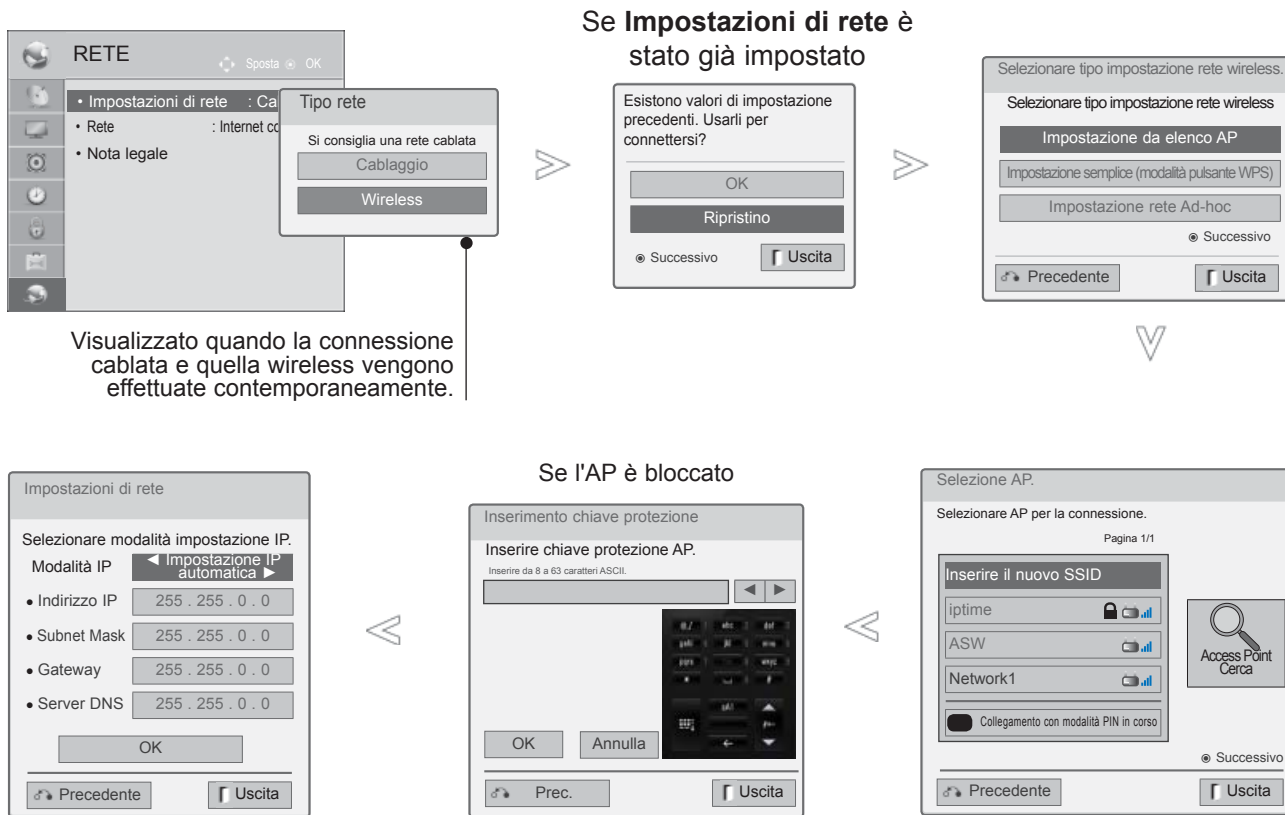 Se Impostazioni di rete è
stato già impostato
RETE
Sposta OK
• Impostazioni di rete : Ca
• Rete : Internet co
• Nota legale
Tipo rete
Si consiglia una rete cablata
Cablaggio
Wireless
Visualizzato quando la connessione
cablata e quella wireless vengono
effettuate contemporaneamente.
Esistono valori di impostazione
precedenti. Usarli per
connettersi?
OK
Ripristino
◉ Successivo
Uscita
Selezionare tipo impostazione rete wireless.
Selezionare tipo impostazione rete wireless
Impostazione da elenco AP
Impostazione semplice (modalità pulsante WPS)
Impostazione rete Ad-hoc
◉ Successivo
Precedente
Uscita
Impostazioni di rete
Selezionare modalità impostazione IP.
Modalità IP
◄ Impostazione IP
automatica ►
• Indirizzo IP 255 . 255 . 0 . 0
• Subnet Mask 255 . 255 . 0 . 0
• Gateway 255 . 255 . 0 . 0
• Server DNS 255 . 255 . 0 . 0
OK
Precedente
Uscita
Se l'AP è bloccato
Inserimento chiave protezione
Inserire chiave protezione AP.
Inserire da 8 a 63 caratteri ASCII.
◄ ►
OK
Annulla
Prec.
Uscita
Selezione AP.
Selezionare AP per la connessione.
Pagina 1/1
Inserire il nuovo SSID
iptime
ASW
Network1
Collegamento con modalità PIN in corso
Access Point
Cerca
◉ Successivo
Precedente
Uscita